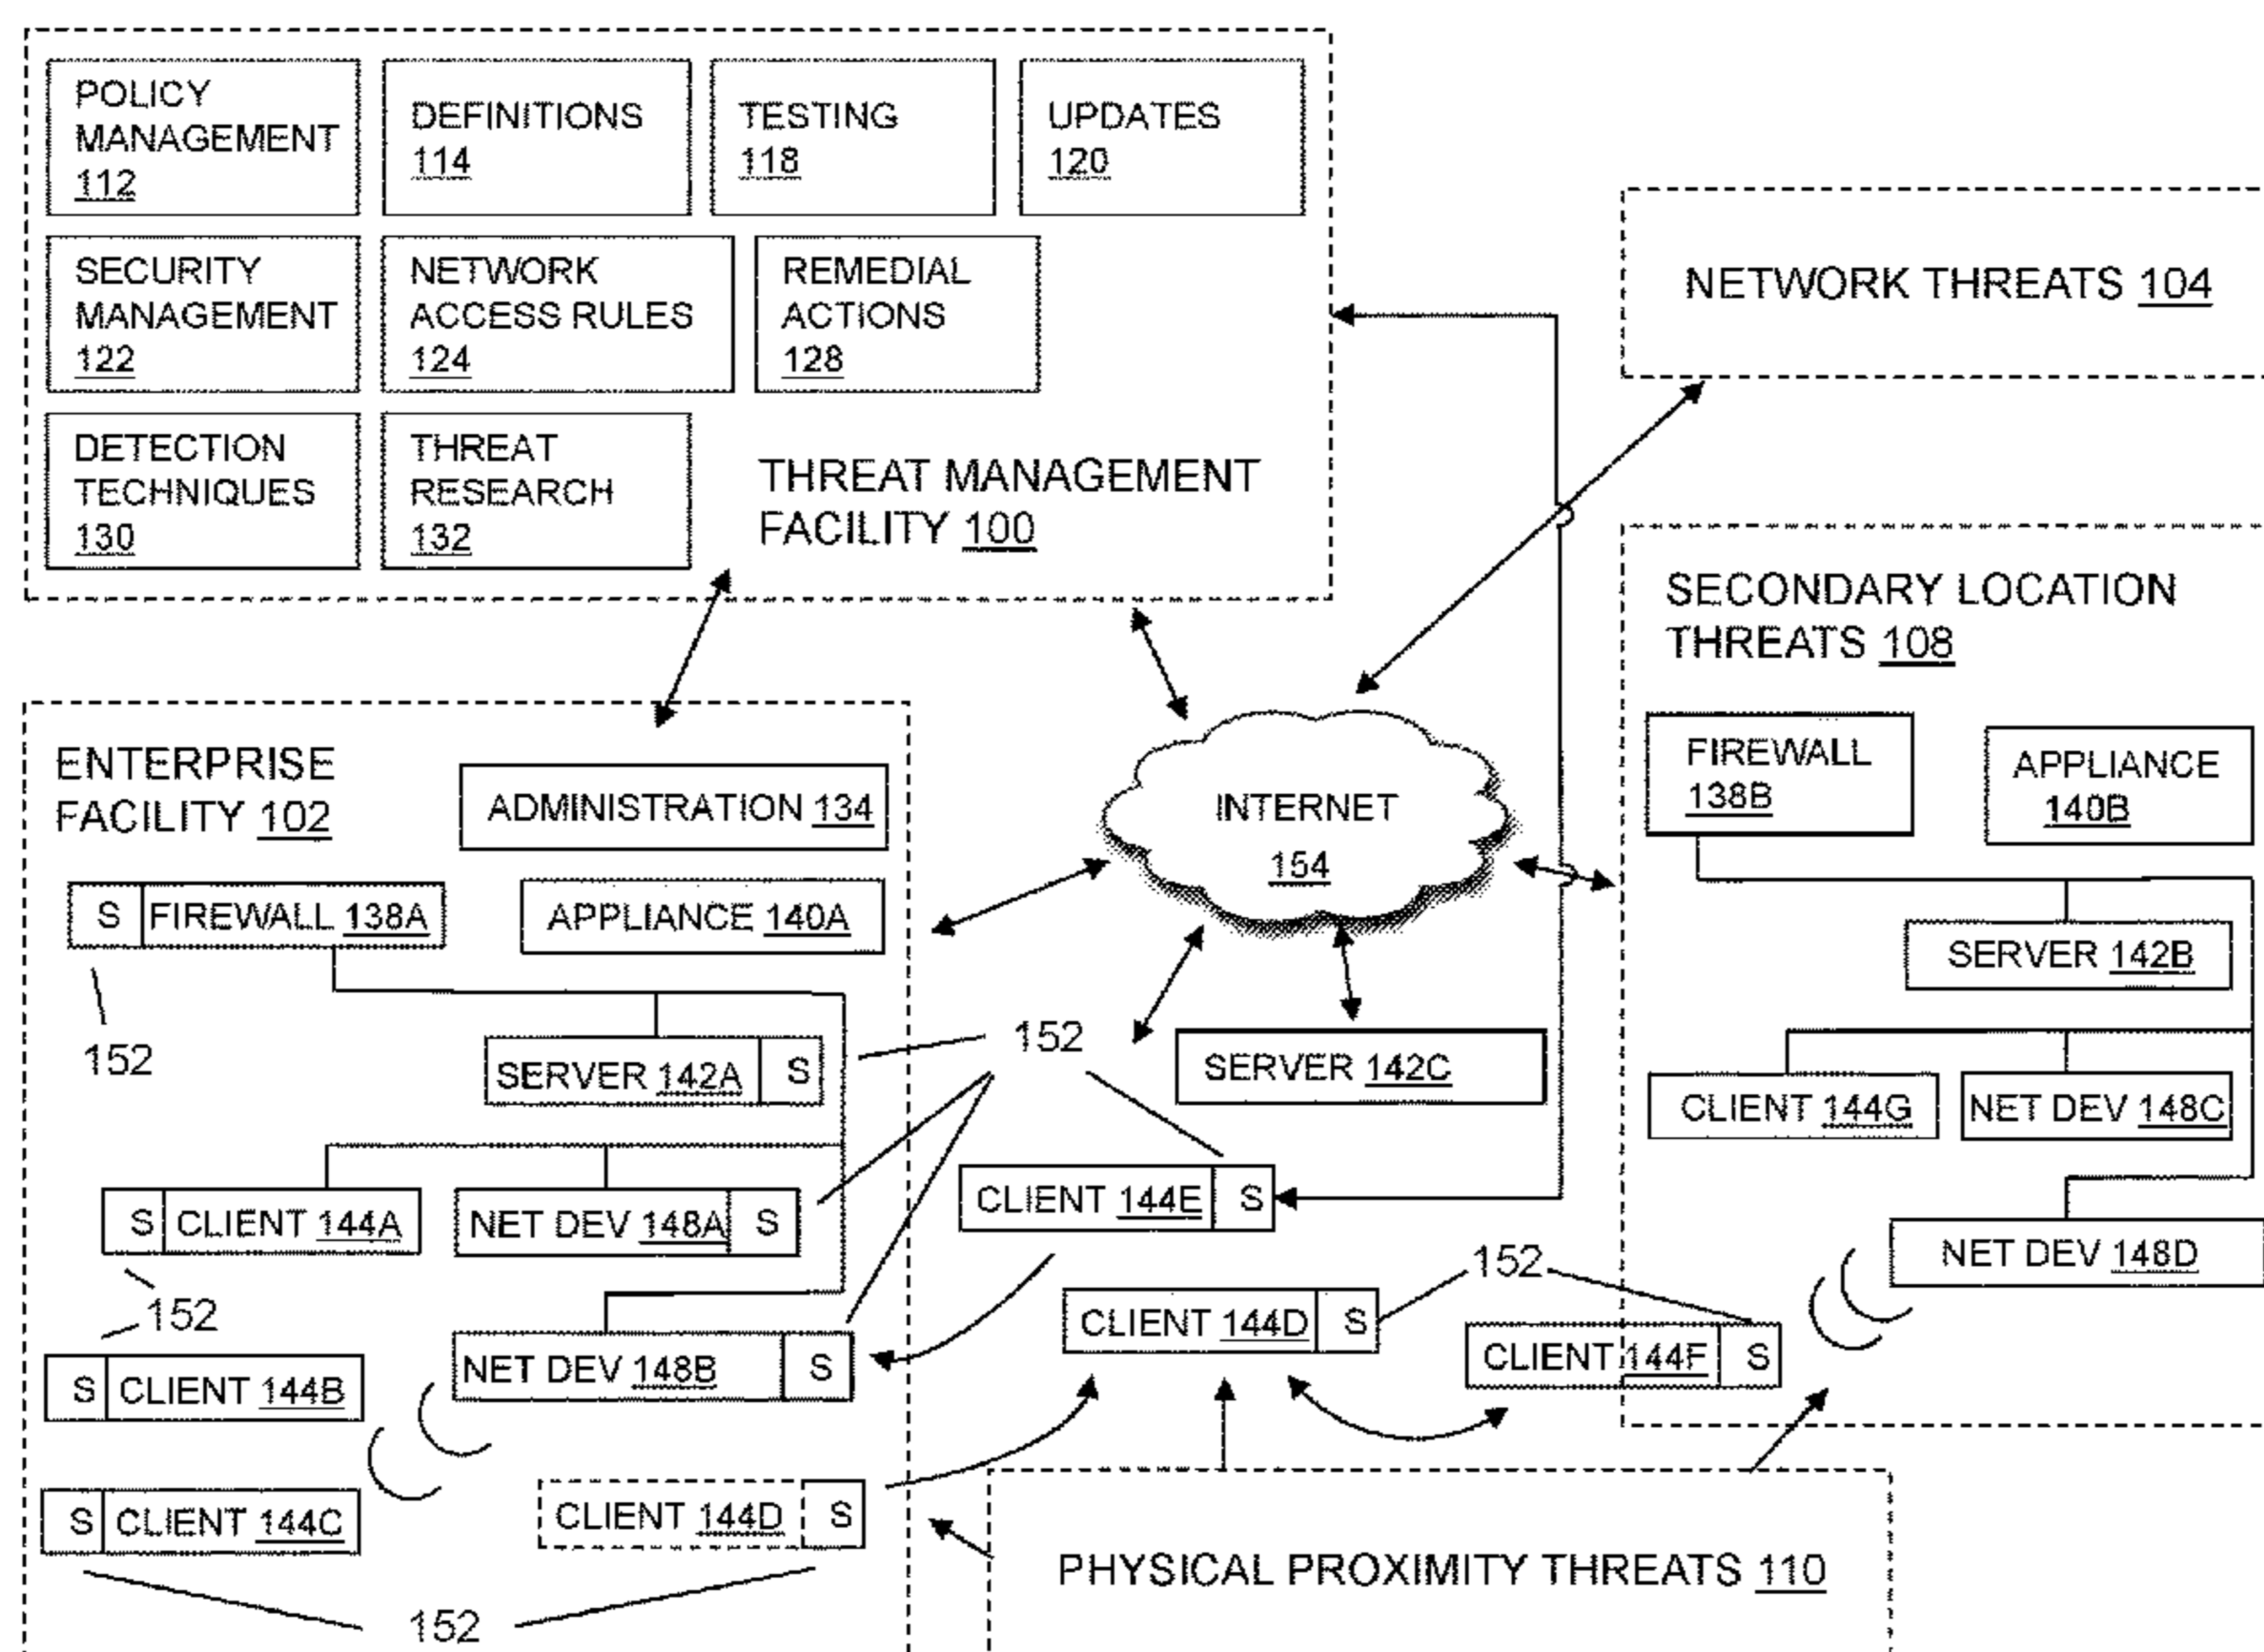 POLICY
MANAGEMENT
112
DEFINITIONS
114
TESTING
118
UPDATES
120
SECURITY
MANAGEMENT
122
NETWORK
ACCESS RULES
124
REMEDIAL
ACTIONS
128
DETECTION
TECHNIQUES
130
THREAT
RESEARCH
132
THREAT MANAGEMENT
FACILITY 100
NETWORK THREATS 104
SECONDARY LOCATION
THREATS 108
FIREWALL
138B
APPLIANCE
140B
SERVER 142B
CLIENT 144G
NET DEV 148C
NET DEV 148D
INTERNET
154
SERVER 142C
ENTERPRISE
FACILITY 102
ADMINISTRATION 134
S FIREWALL 138A
APPLIANCE 140A
152
SERVER 142A S
152
S CLIENT 144A
NET DEV 148A S
CLIENT 144E S
152
152
CLIENT 144D S
CLIENT 144F S
S CLIENT 144B
NET DEV 148B S
S CLIENT 144C
CLIENT 144D S
152
PHYSICAL PROXIMITY THREATS 110